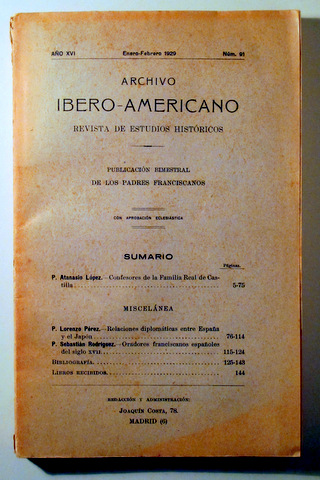 AÑO XVI Enero-Febrero 1929 Núm. 91
ARCHIVO
IBERO-AMERICANO
REVISTA DE ESTUDIOS HISTÓRICOS
PUBLICACIÓN BIMESTRAL
DE LOS PADRES FRANCISCANOS
CON APROBACIÓN ECLESIÁSTICA
SUMARIO
Páginas.
P. Atanasio López.—Confesores de la Familia Real de Cas-
tilla 5-75
MISCELÁNEA
P. Lorenzo Pérez.—Relaciones diplomáticas entre España
y el Japón 76-114
P. Sebastián Rodríguez.—Oradores franciscanos españoles
del siglo XVII 115-124
BIBLIOGRAFÍA 125-143
LIBROS RECIBIDOS 144
REDACCIÓN Y ADMINISTRACIÓN:
JOAQUÍN COSTA, 78.
MADRID (6)